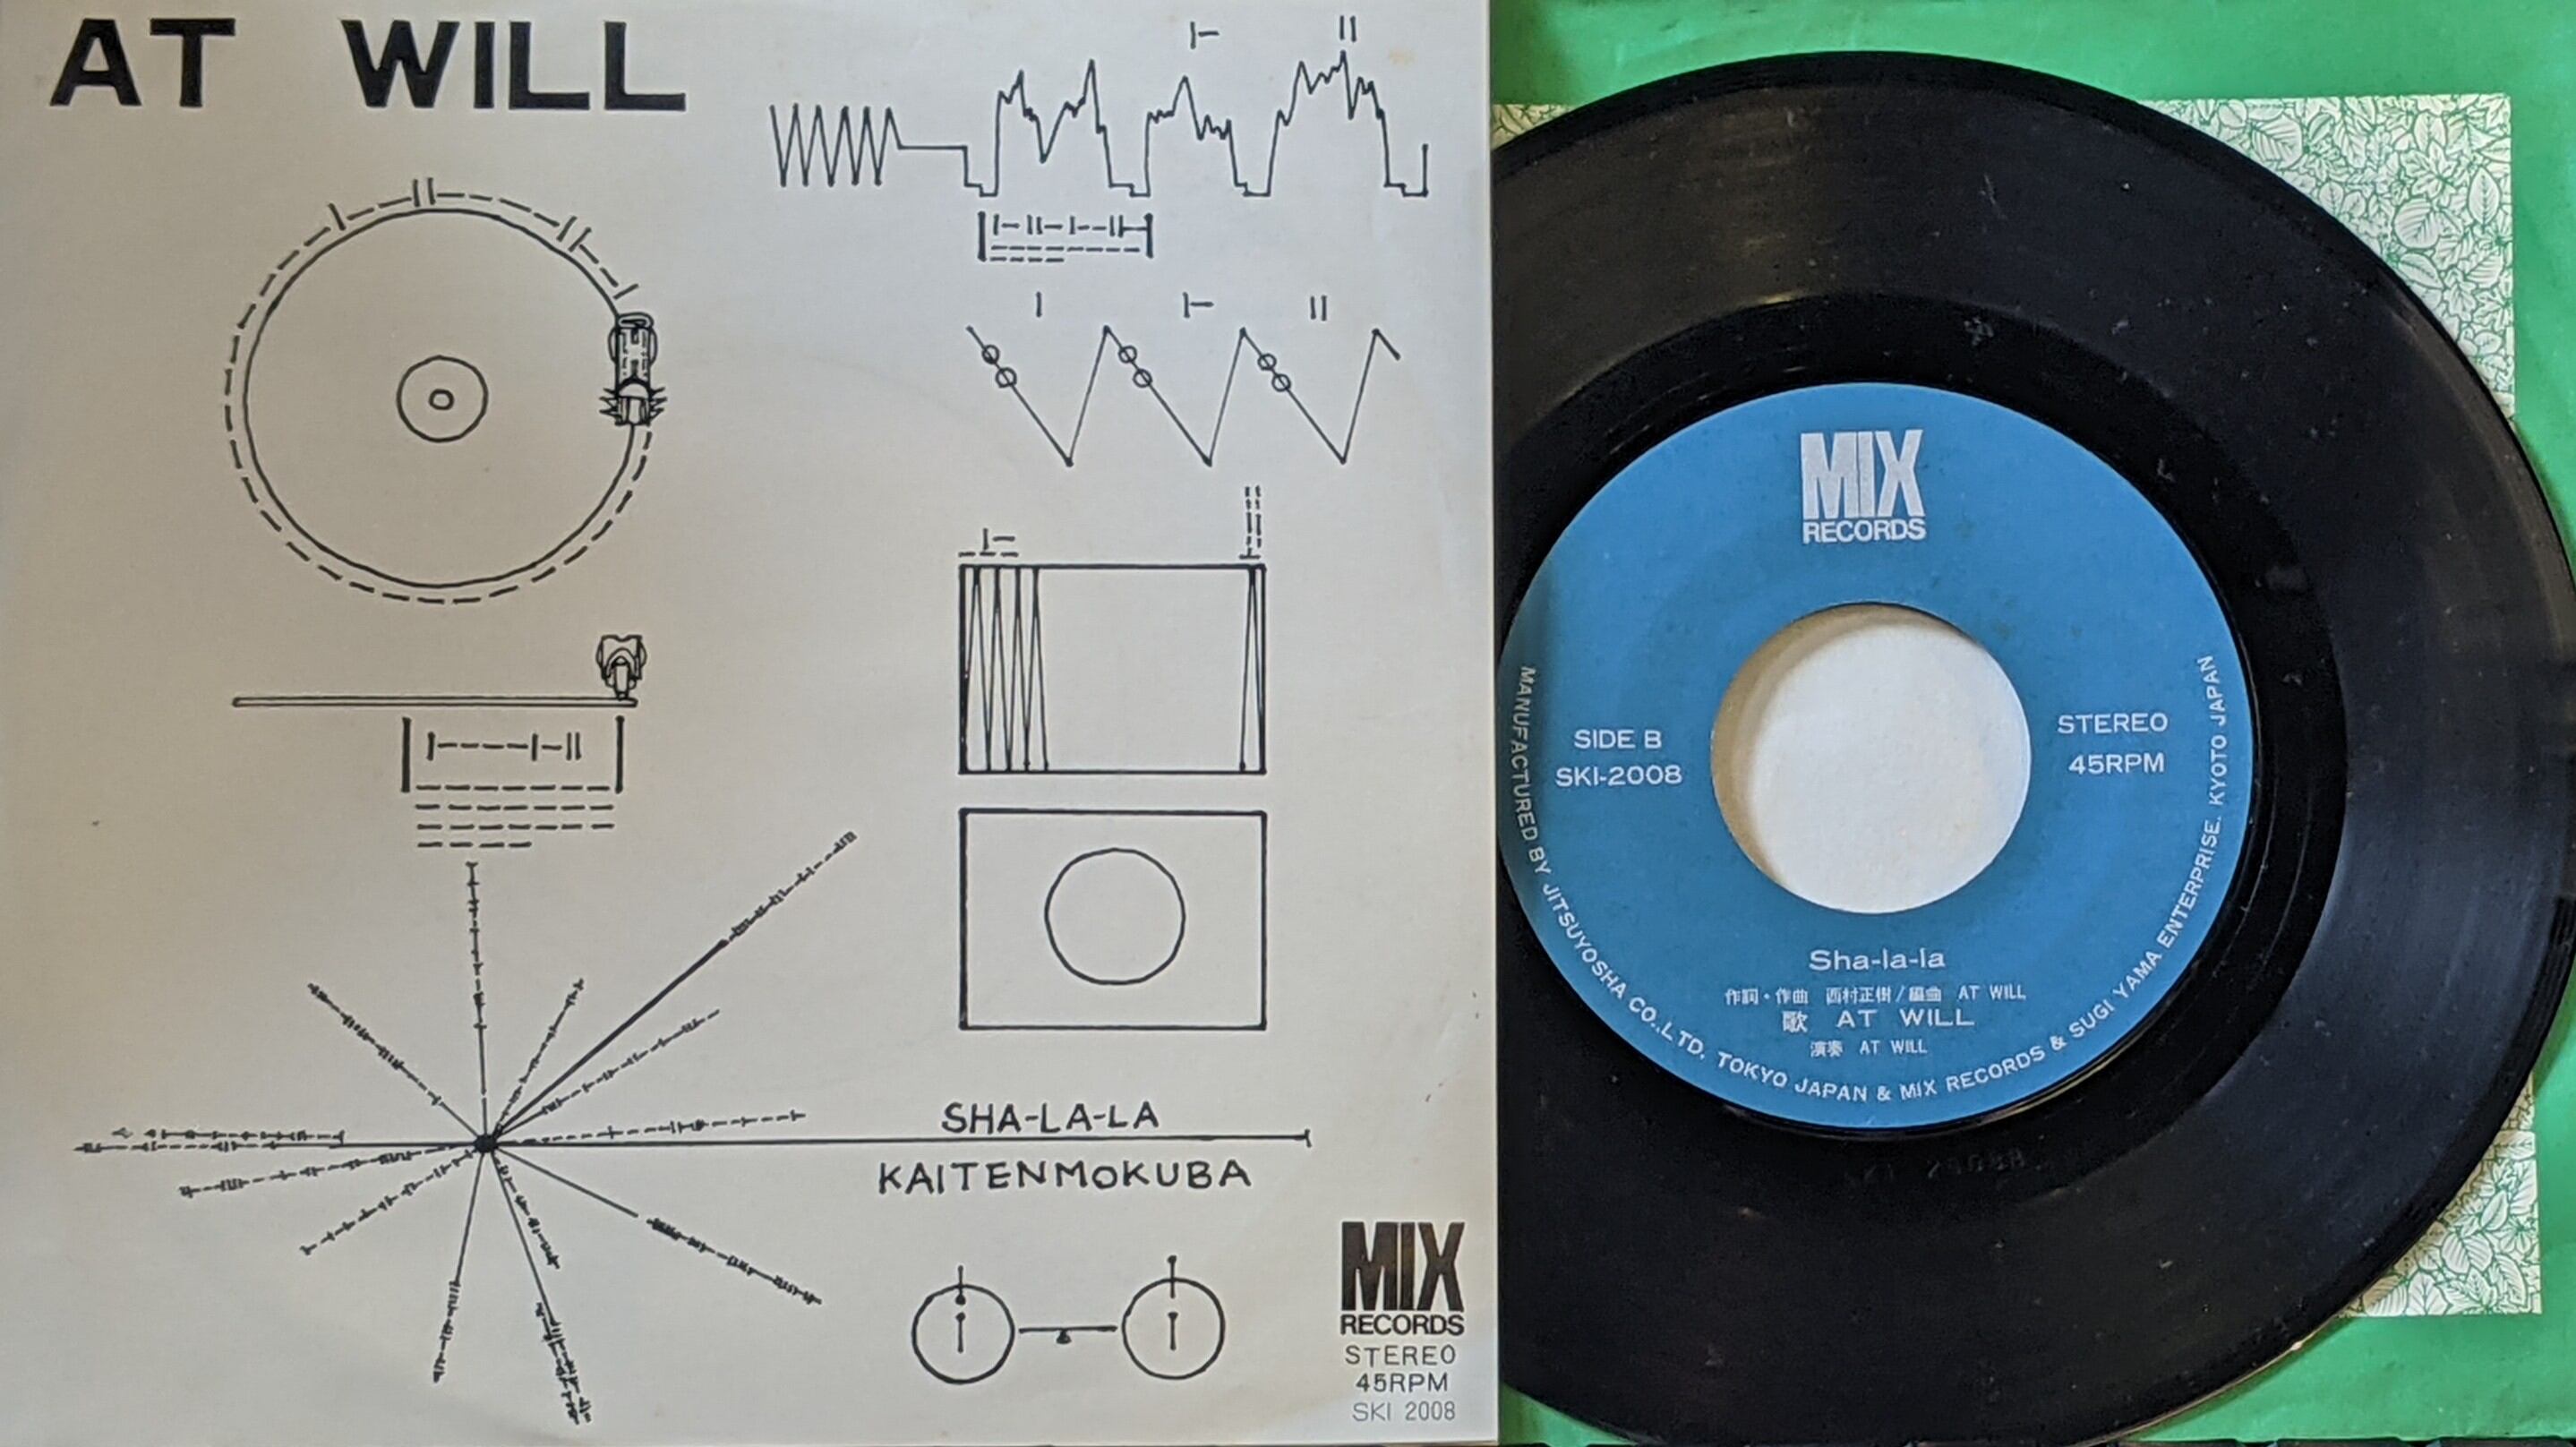 AT WILL
SHA-LA-LA
KAITENMOKUBA
MIX
RECORDS
STEREO
45RPM
SKI 2008
MIX
RECORDS
SIDE B
SKI-2008
STEREO
45RPM
Sha-la-la
作詞・作曲 西村正樹/編曲 AT WILL
歌 AT WILL
演奏 AT WILL
MANUFACTURED BY JITSUYOSHA CO.,LTD. TOKYO JAPAN & MIX RECORDS & SUGI YAMA ENTERPRISE. KYOTO JAPAN